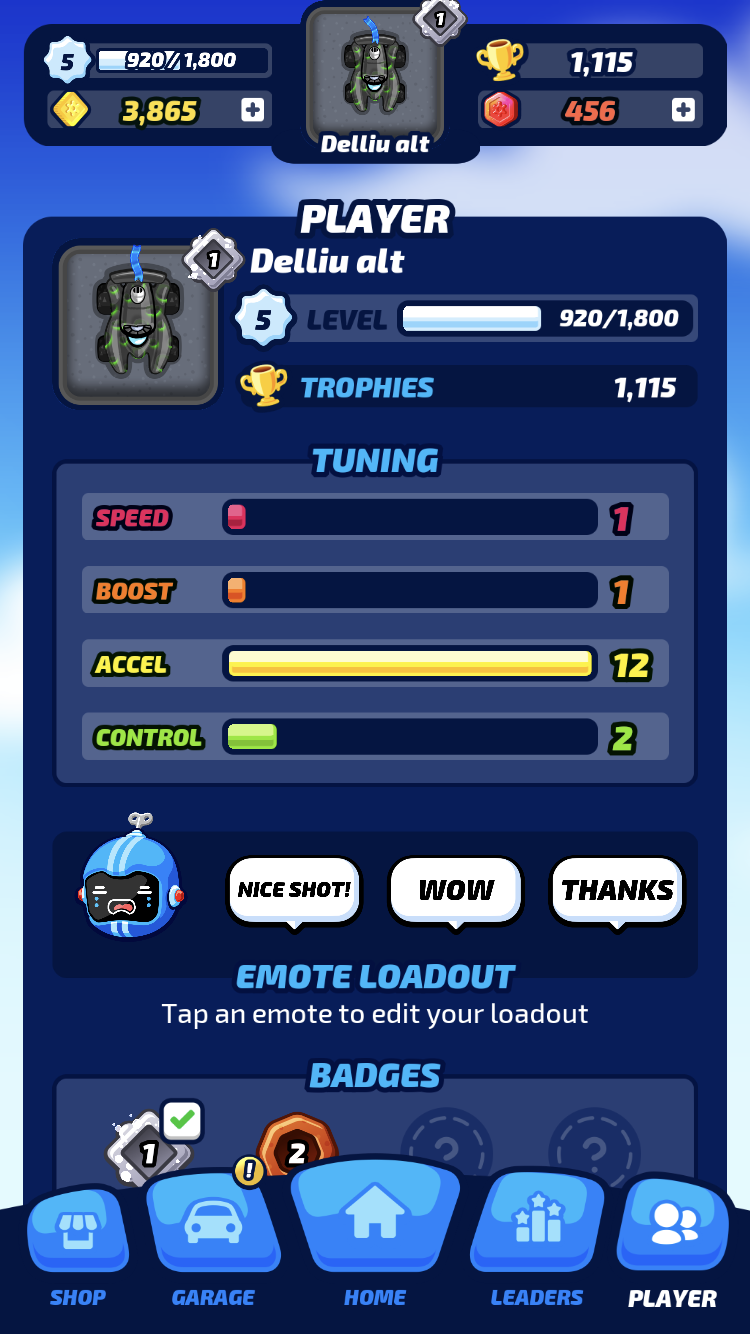 5 920/1,800
1
1,115
3,865
456
Delliu alt
PLAYER
1
Delliu alt
5 LEVEL 920/1,800
TROPHIES 1,115
TUNING
SPEED 1
BOOST 1
ACCEL 12
CONTROL 2
NICE SHOT! WOW THANKS
EMOTE LOADOUT
Tap an emote to edit your loadout
BADGES
1 2 ? ?
!
SHOP GARAGE HOME LEADERS PLAYER